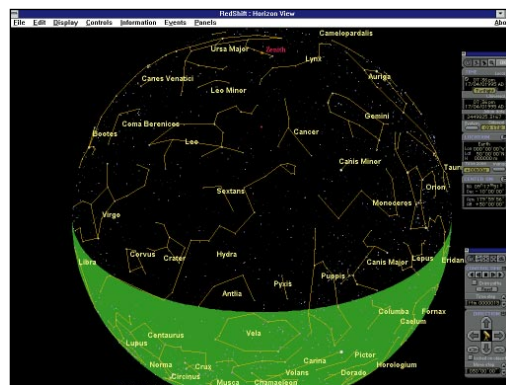 RedShift : Horizon View
File Edit Display Controls Information Events Panels
Camelopardalis
Ursa Major
Zenith
Lynx
Canes Venatici
Auriga
Leo Minor
Gemini
Coma Berenices
Bootes
Cancer
Leo
Canis Minor
Tauri
Sextans
Orion
Monoceros
Virgo
Corvus
Crater
Hydra
Lepus
Libra
Canis Major
Eridan
Puppis
Pyxis
Antlia
Columba
Fornax
Caelum
Centaurus
Vela
Lupus
Pictor
Norma
Crux
Carina
Horologium
Circinus
Volans
Dorado
Musca
Chamaeleon